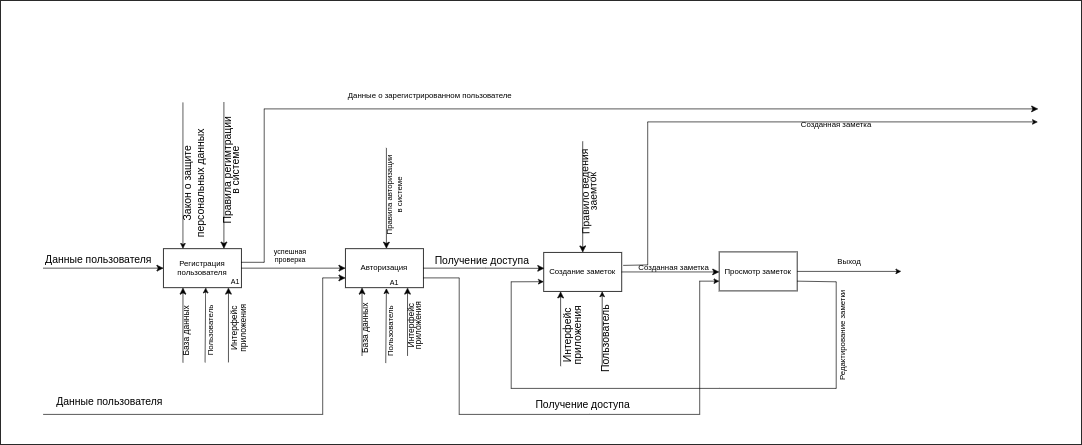 Данные о зарегистрированном пользователе
Созданная заметка
Закон о защите
персональных данных
Правила регимтрации
в системе
Правила авторизации
в системе
Правило ведения
заемток
Данные пользователя
Регистрация
пользователя
A1
успешная
проверка
Авторизация
A1
Получение доступа
Создание заметок
Созданная заметка
Просмотр заметок
Выход
База данных
Пользователь
Интерфейс
приложения
База данных
Пользователь
Интерфейс
приложения
Интерфейс
приложения
Пользователь
Редактирование заметки
Данные пользователя
Получение доступа